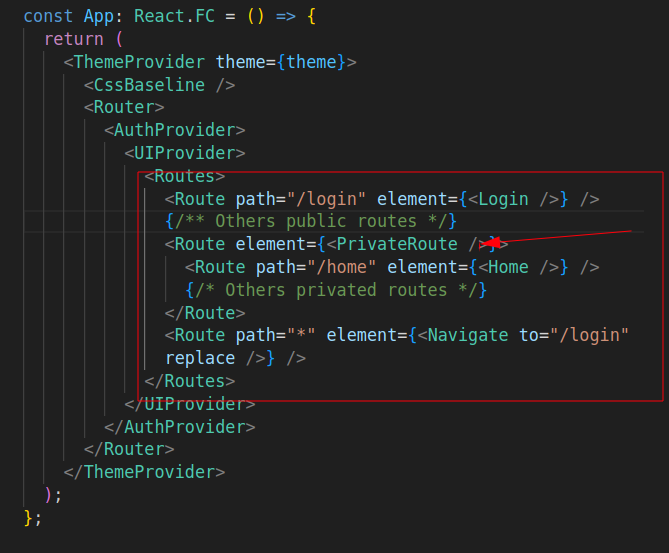 const App: React.FC = () => {
return (
<ThemeProvider theme={theme}>
<CssBaseline />
<Router>
<AuthProvider>
<UIProvider>
<Routes>
<Route path="/login" element={<Login />} />
{/** Others public routes */}
<Route element={<PrivateRoute />}>
<Route path="/home" element={<Home />} />
{/* Others privated routes */}
</Route>
<Route path="*" element={<Navigate to="/login"
replace />} />
</Routes>
</UIProvider>
</AuthProvider>
</Router>
</ThemeProvider>
);
};